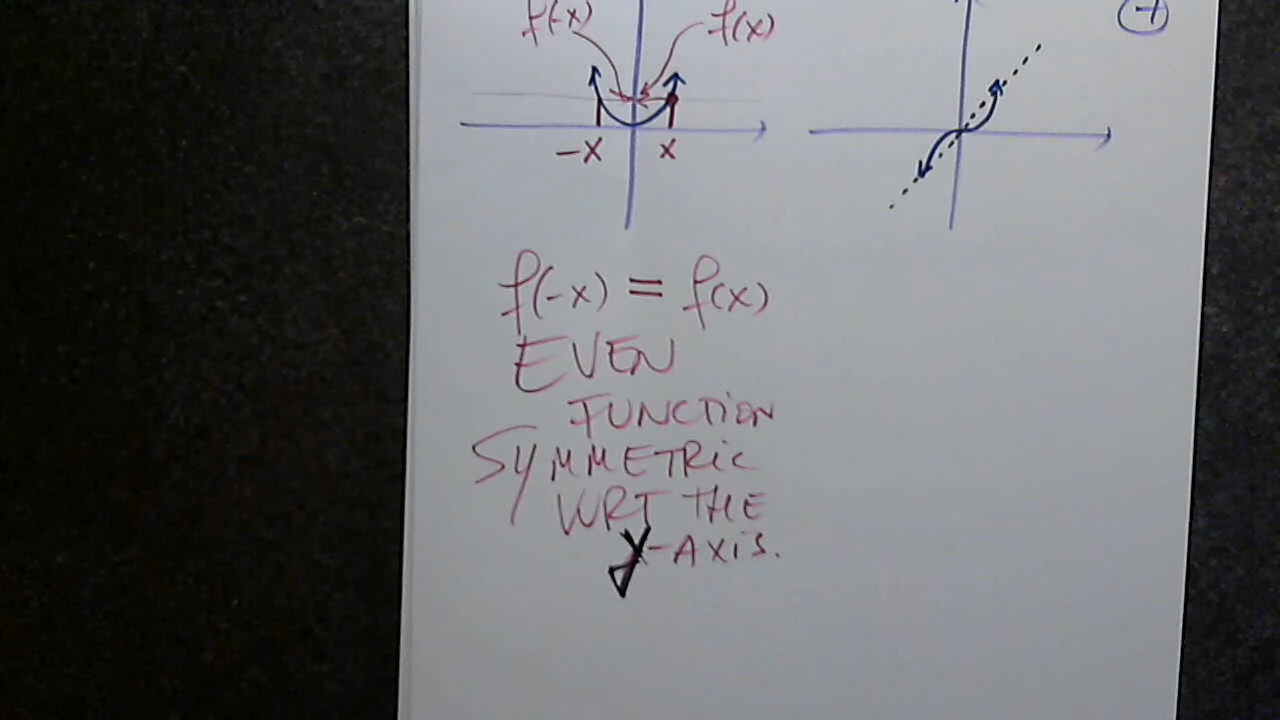 f(-x) f(x)
-x x
f(-x) = f(x)
EVEN
FUNCTION
SYMMETRIC
WRT THE
y-AXIS.